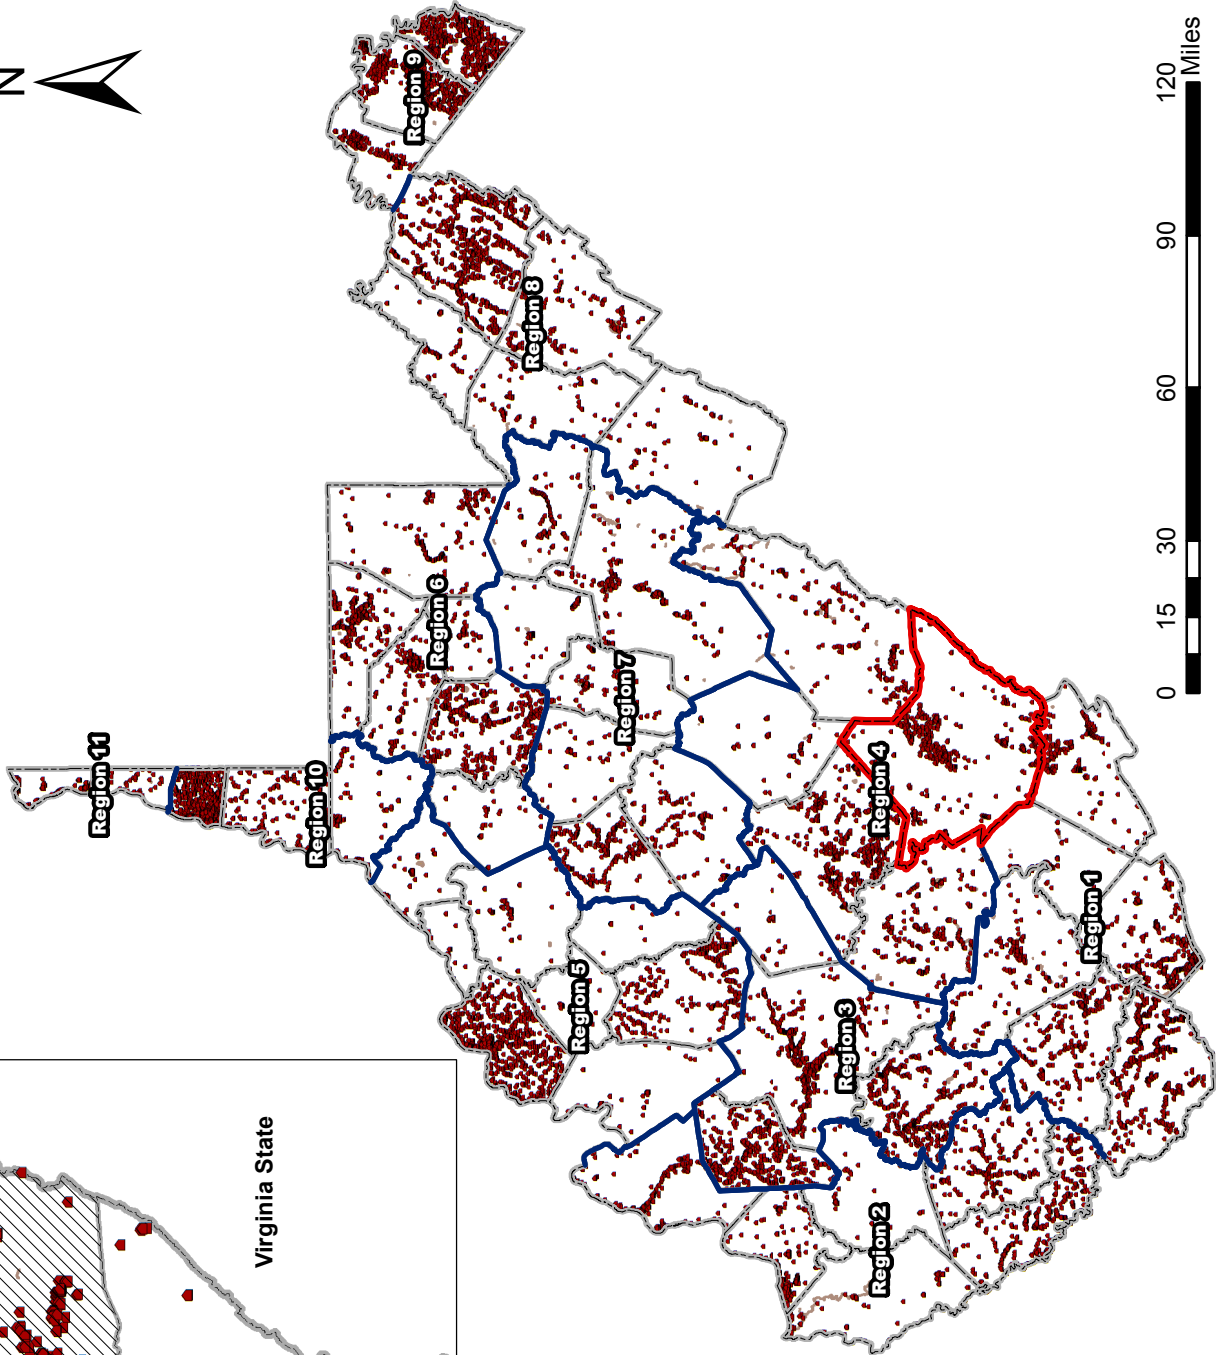 N
Region 11
Region 10
Region 9
Region 8
Region 6
Region 7
Region 5
Region 4
Region 3
Region 1
Region 2
Virginia State
0 15 30 60 90 120
Miles